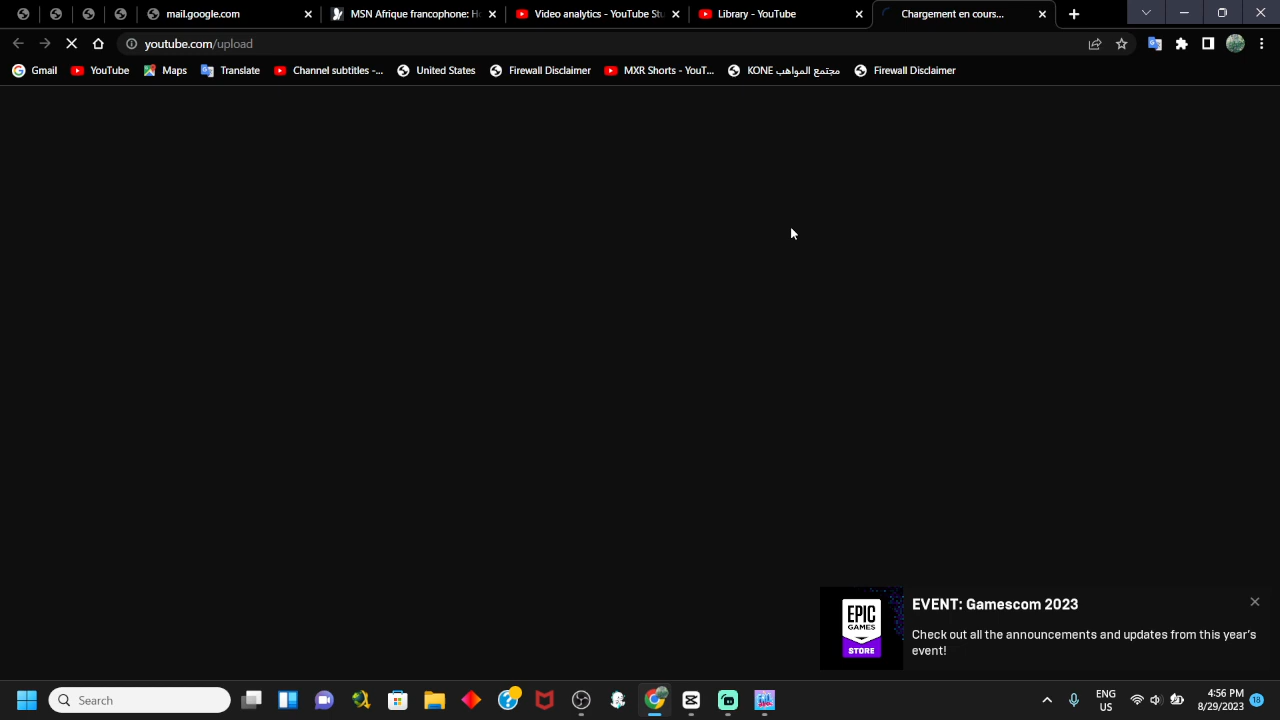 mail.google.com
MSN Afrique francophone: Ho
Video analytics - YouTube Stu
Library - YouTube
Chargement en cours...
youtube.com/upload
Gmail
YouTube
Maps
Translate
Channel subtitles -...
United States
Firewall Disclaimer
MXR Shorts - YouT...
KONE مجتمع المواهب
Firewall Disclaimer
EPIC
GAMES
STORE
EVENT: Gamescom 2023
Check out all the announcements and updates from this year's
event!
Search
ENG
US
4:56 PM
8/29/2023
18